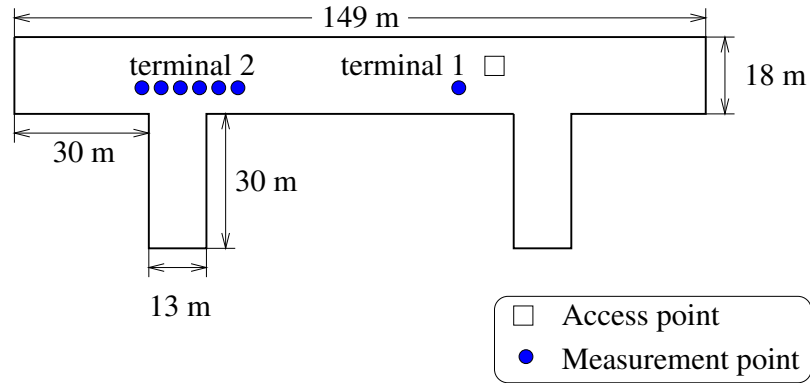 149 m
terminal 2 terminal 1
18 m
30 m
30 m
13 m
Access point
Measurement point